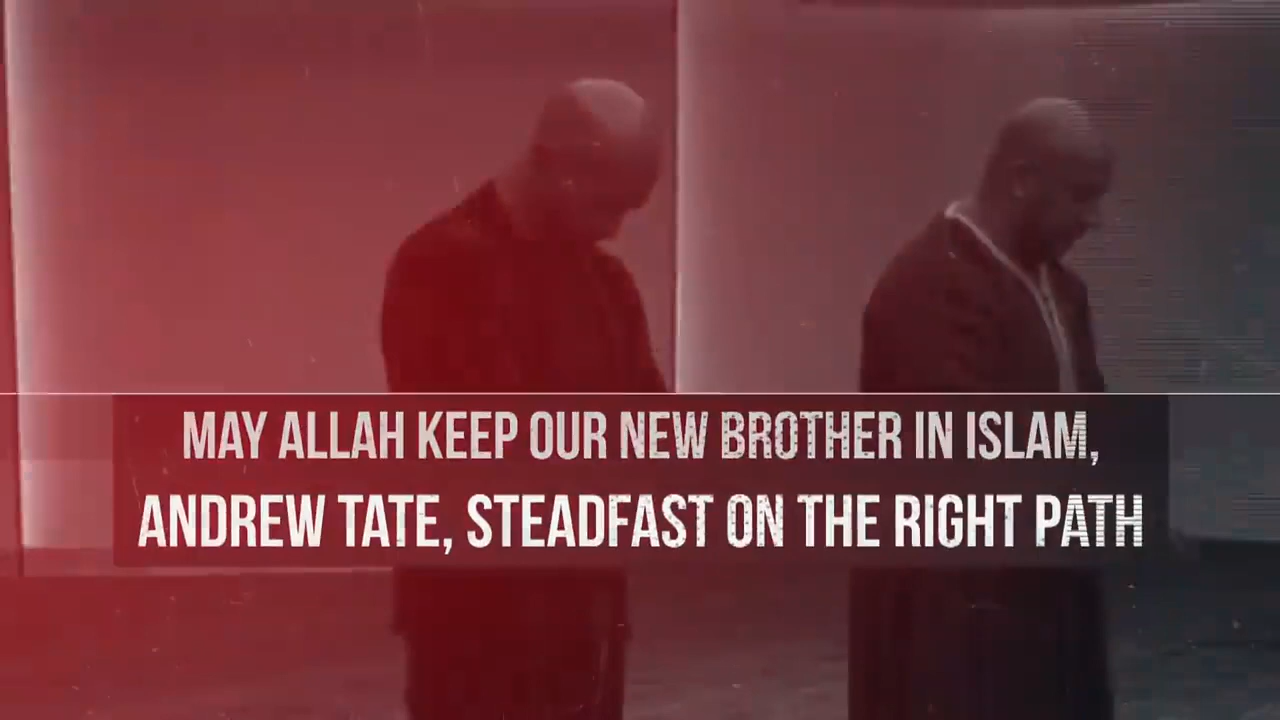 MAY ALLAH KEEP OUR NEW BROTHER IN ISLAM,
ANDREW TATE, STEADFAST ON THE RIGHT PATH